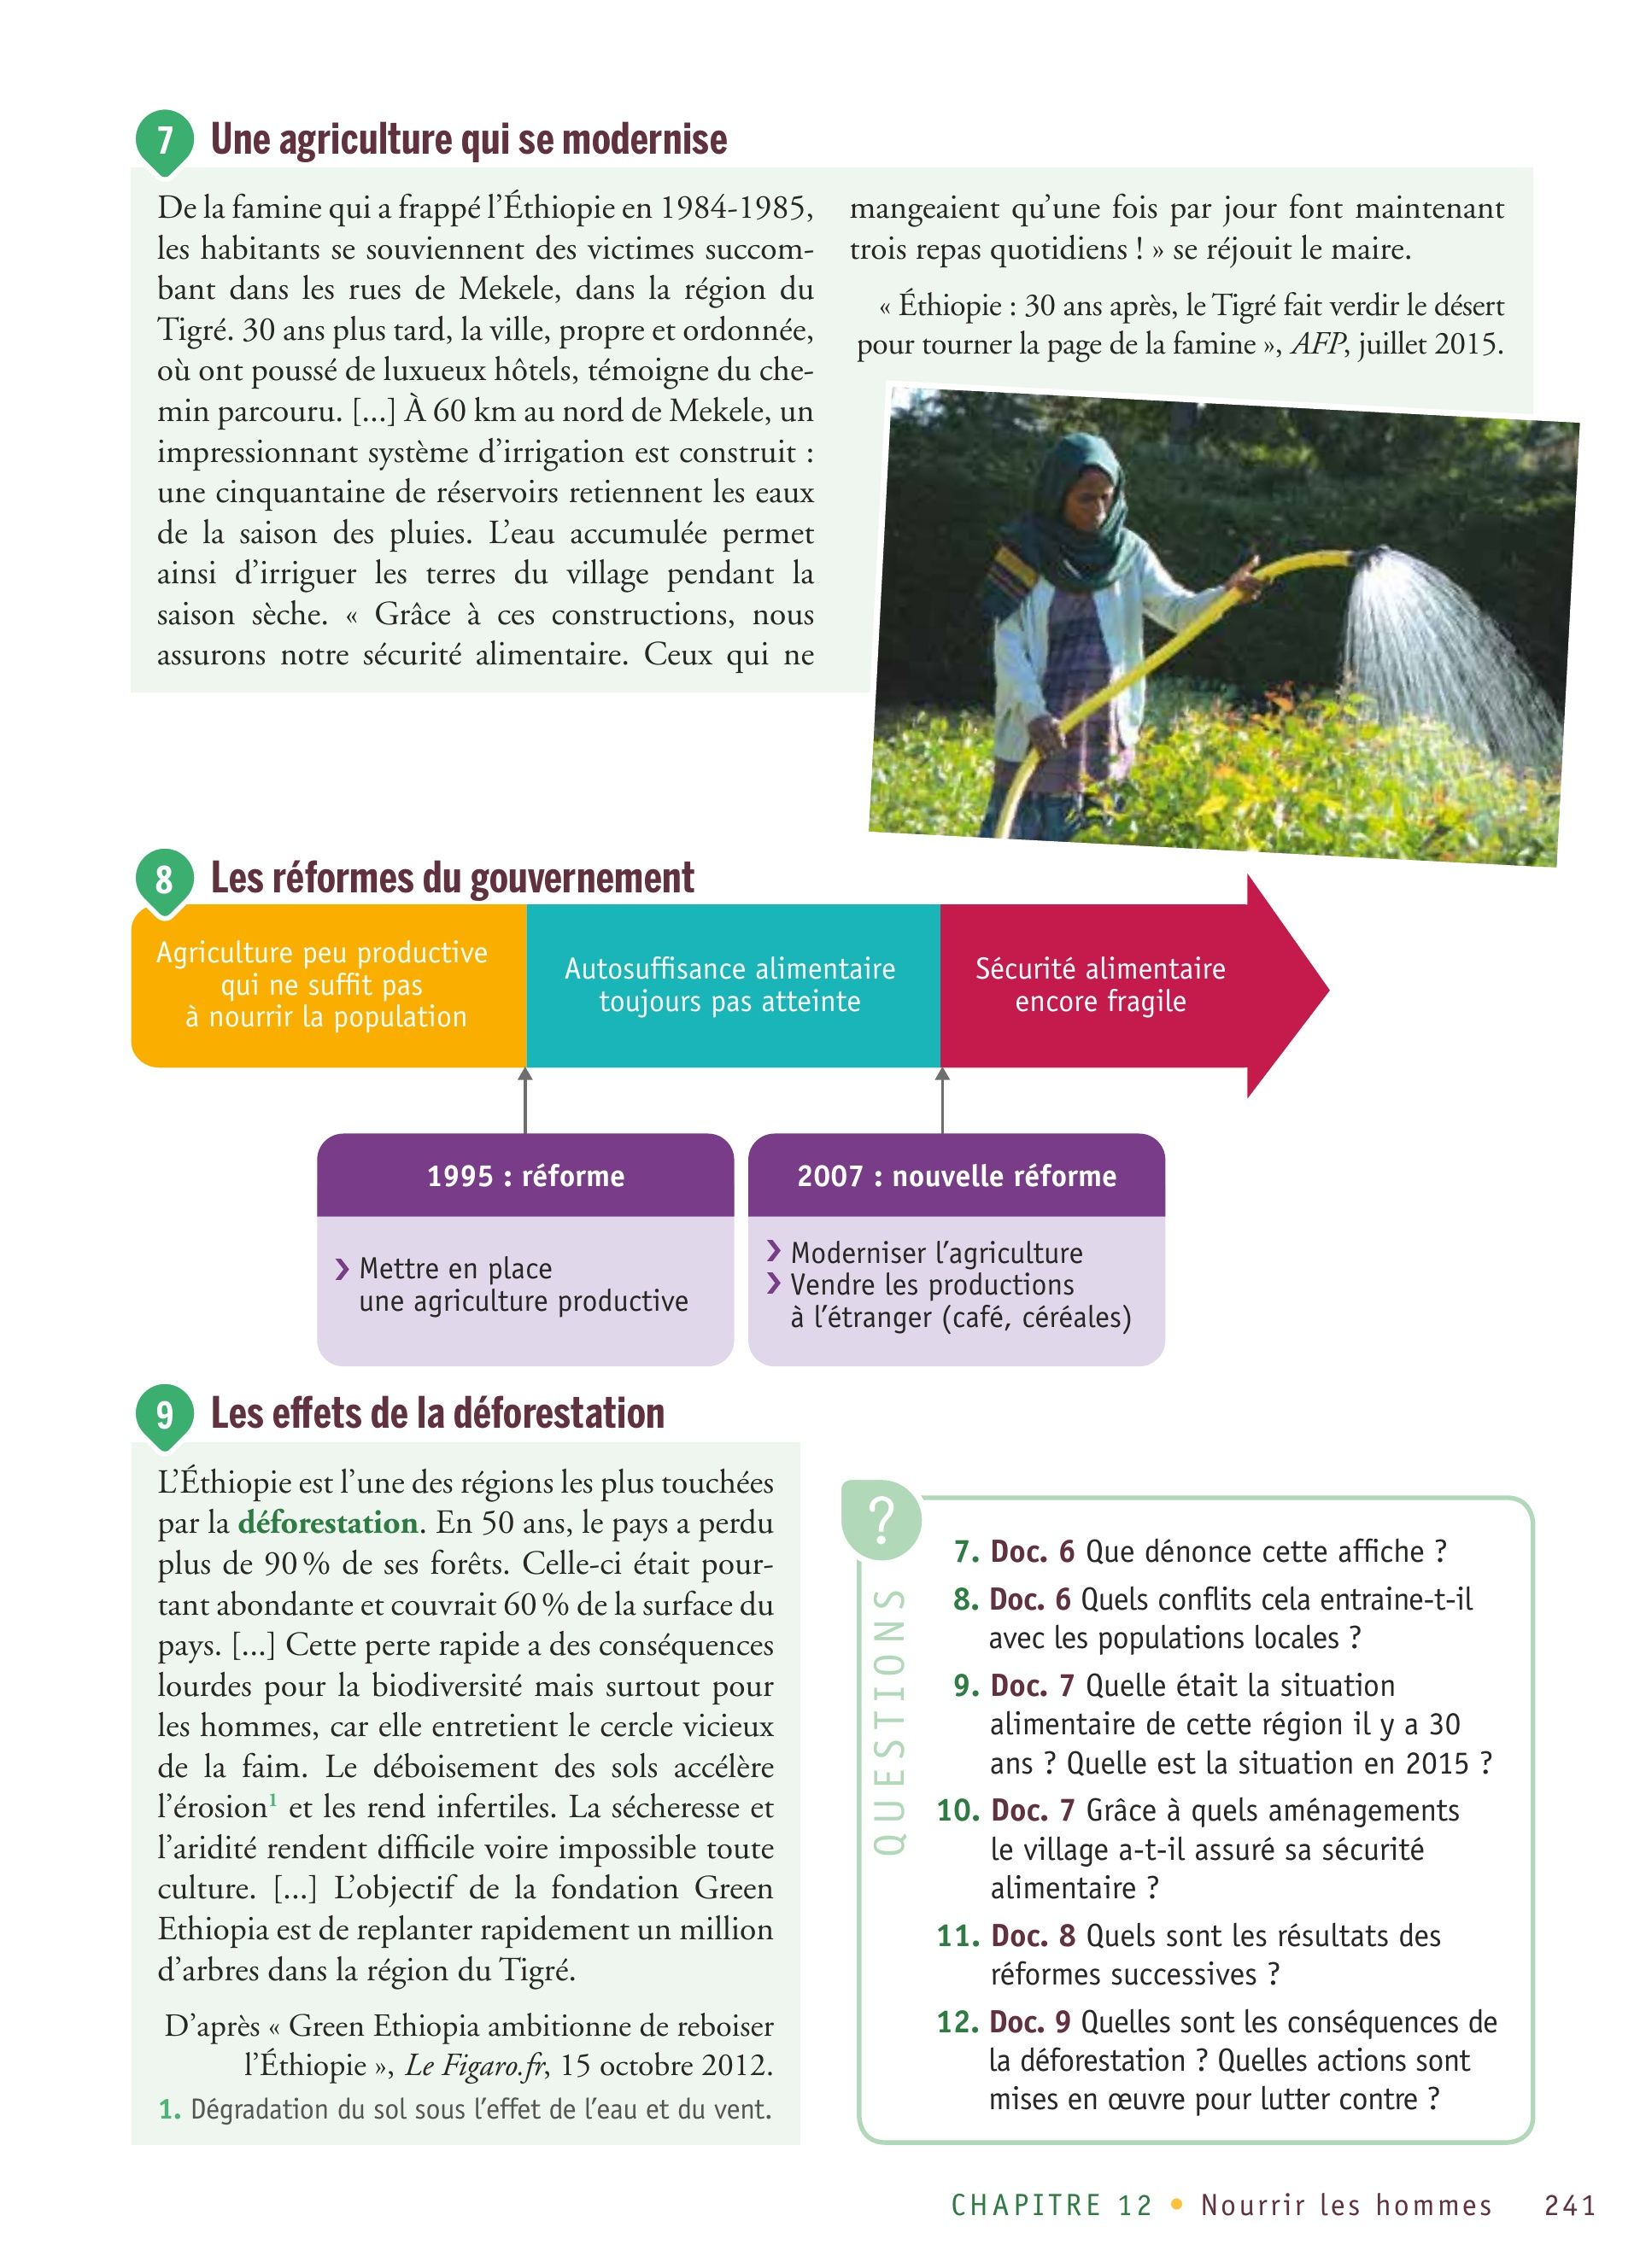 7 Une agriculture qui se modernise
De la famine qui a frappé l'Éthiopie en 1984-1985,
les habitants se souviennent des victimes succom-
bant dans les rues de Mekele, dans la région du
Tigré. 30 ans plus tard, la ville, propre et ordonnée,
où ont poussé de luxueux hôtels, témoigne du che-
min parcouru. [...] À 60 km au nord de Mekele, un
impressionnant système d'irrigation est construit :
une cinquantaine de réservoirs retiennent les eaux
de la saison des pluies. L'eau accumulée permet
ainsi d'irriguer les terres du village pendant la
saison sèche. « Grâce à ces constructions, nous
assurons notre sécurité alimentaire. Ceux qui ne
mangeaient qu'une fois par jour font maintenant
trois repas quotidiens ! » se réjouit le maire.
« Éthiopie : 30 ans après, le Tigré fait verdir le désert
pour tourner la page de la famine », AFP, juillet 2015.
8 Les réformes du gouvernement
Agriculture peu productive
qui ne suffit pas
à nourrir la population
Autosuffisance alimentaire
toujours pas atteinte
Sécurité alimentaire
encore fragile
1995 : réforme
› Mettre en place
une agriculture productive
2007 : nouvelle réforme
› Moderniser l'agriculture
› Vendre les productions
à l'étranger (café, céréales)
9 Les effets de la déforestation
L'Éthiopie est l'une des régions les plus touchées
par la déforestation. En 50 ans, le pays a perdu
plus de 90 % de ses forêts. Celle-ci était pour-
tant abondante et couvrait 60 % de la surface du
pays. [...] Cette perte rapide a des conséquences
lourdes pour la biodiversité mais surtout pour
les hommes, car elle entretient le cercle vicieux
de la faim. Le déboisement des sols accélère
l'érosion1 et les rend infertiles. La sécheresse et
l'aridité rendent difficile voire impossible toute
culture. [...] L'objectif de la fondation Green
Ethiopia est de replanter rapidement un million
d'arbres dans la région du Tigré.
D'après « Green Ethiopia ambitionne de reboiser
l'Éthiopie », Le Figaro.fr, 15 octobre 2012.
1. Dégradation du sol sous l'effet de l'eau et du vent.
?
QUESTIONS
7. Doc. 6 Que dénonce cette affiche ?
8. Doc. 6 Quels conflits cela entraine-t-il
avec les populations locales ?
9. Doc. 7 Quelle était la situation
alimentaire de cette région il y a 30
ans ? Quelle est la situation en 2015 ?
10. Doc. 7 Grâce à quels aménagements
le village a-t-il assuré sa sécurité
alimentaire ?
11. Doc. 8 Quels sont les résultats des
réformes successives ?
12. Doc. 9 Quelles sont les conséquences de
la déforestation ? Quelles actions sont
mises en œuvre pour lutter contre ?
CHAPITRE 12 • Nourrir les hommes 241